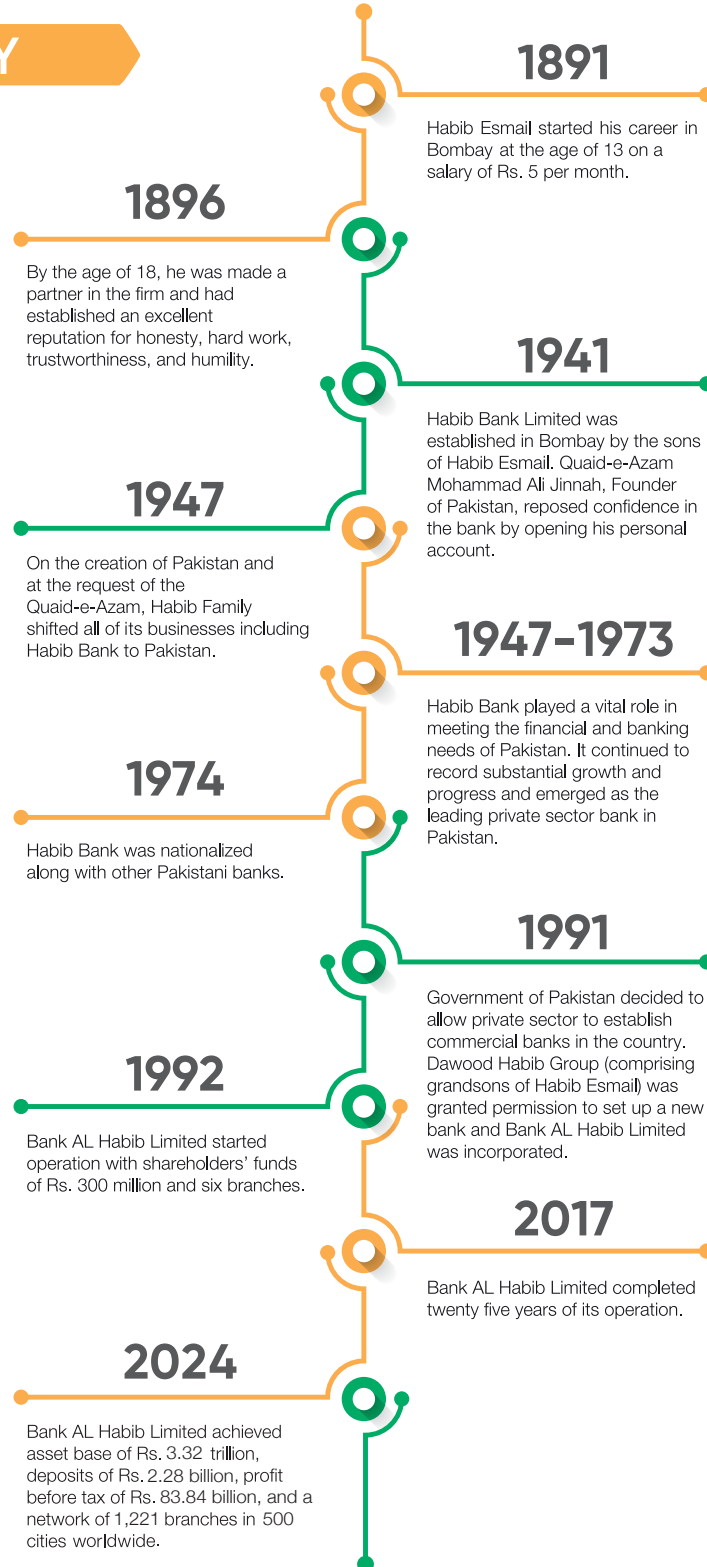 Y
1891
Habib Esmail started his career in
Bombay at the age of 13 on a
salary of Rs. 5 per month.
1896
By the age of 18, he was made a
partner in the firm and had
established an excellent
reputation for honesty, hard work,
trustworthiness, and humility.
1941
Habib Bank Limited was
established in Bombay by the sons
of Habib Esmail. Quaid-e-Azam
Mohammad Ali Jinnah, Founder
of Pakistan, reposed confidence in
the bank by opening his personal
account.
1947
On the creation of Pakistan and
at the request of the
Quaid-e-Azam, Habib Family
shifted all of its businesses including
Habib Bank to Pakistan.
1947-1973
Habib Bank played a vital role in
meeting the financial and banking
needs of Pakistan. It continued to
record substantial growth and
progress and emerged as the
leading private sector bank in
Pakistan.
1974
Habib Bank was nationalized
along with other Pakistani banks.
1991
Government of Pakistan decided to
allow private sector to establish
commercial banks in the country.
Dawood Habib Group (comprising
grandsons of Habib Esmail) was
granted permission to set up a new
bank and Bank AL Habib Limited
was incorporated.
1992
Bank AL Habib Limited started
operation with shareholders’ funds
of Rs. 300 million and six branches.
2017
Bank AL Habib Limited completed
twenty five years of its operation.
2024
Bank AL Habib Limited achieved
asset base of Rs. 3.32 trillion,
deposits of Rs. 2.28 billion, profit
before tax of Rs. 83.84 billion, and a
network of 1,221 branches in 500
cities worldwide.